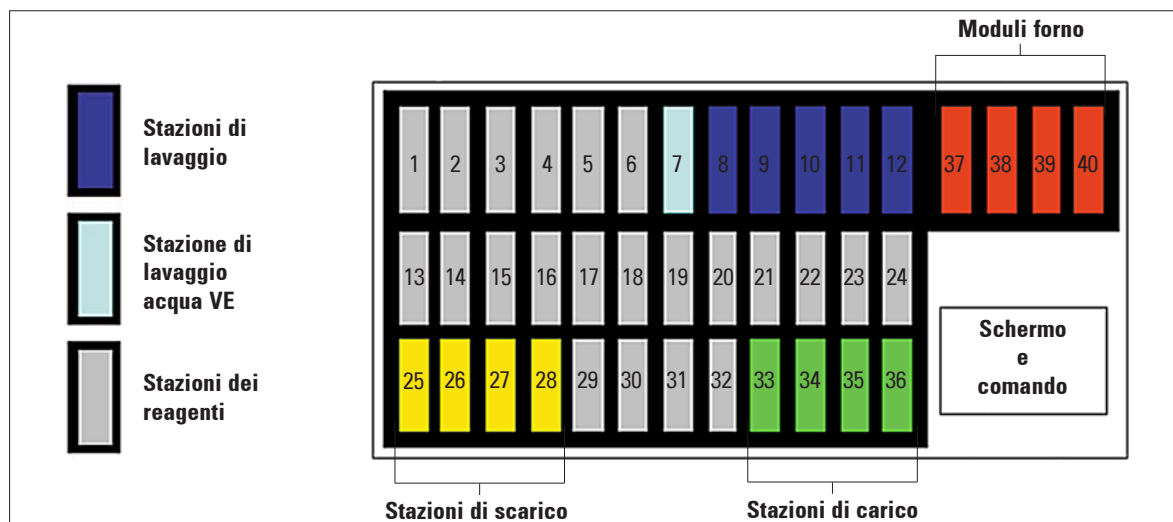 Moduli forno
Stazioni di
lavaggio
Stazione di
lavaggio
acqua VE
Stazioni dei
reagenti
1 2 3 4 5 6 7 8 9 10 11 12 37 38 39 40
13 14 15 16 17 18 19 20 21 22 23 24
25 26 27 28 29 30 31 32 33 34 35 36
Schermo
e
comando
Stazioni di scarico
Stazioni di carico